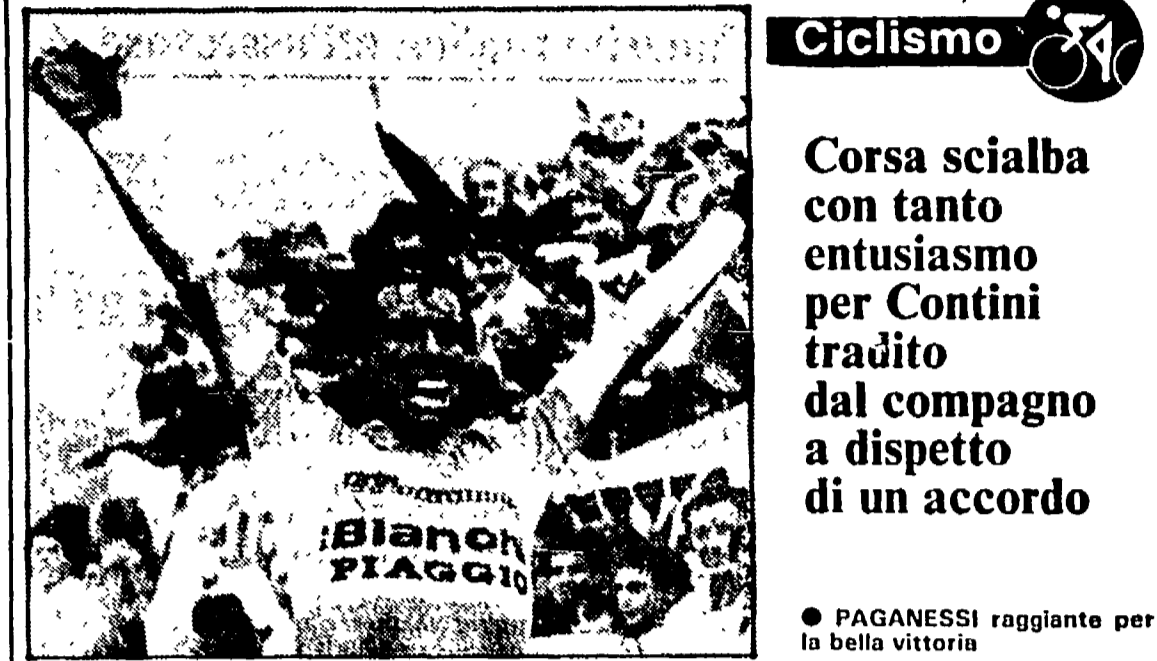 Ciclismo
Corsa scialba
con tanto
entusiasmo
per Contini
tradito
dal compagno
a dispetto
di un accordo
Bianch
PIAGGIO
● PAGANESSI raggiante per
la bella vittoria